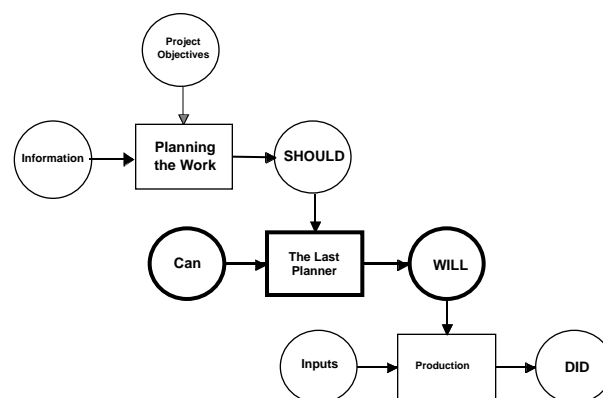 Project
Objectives
Information
Planning
the Work
SHOULD
Can
The Last
Planner
WILL
Inputs
Production
DID